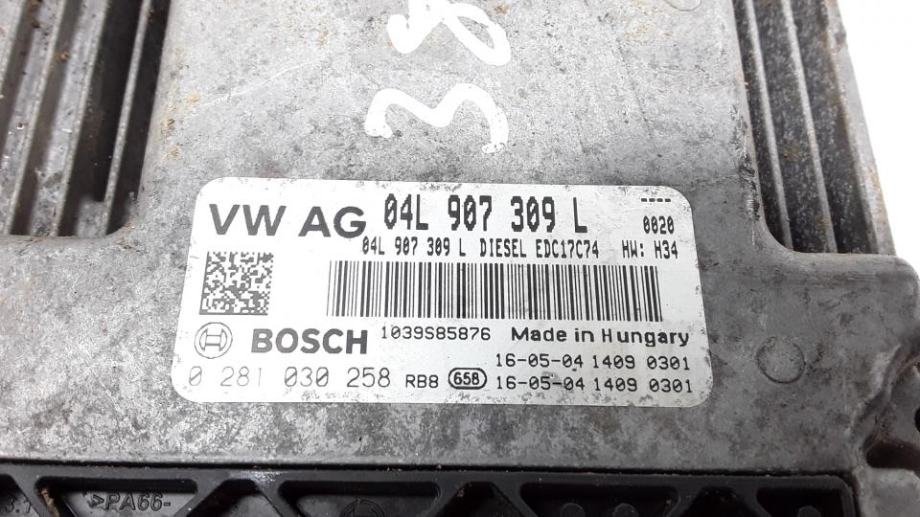 38
VW AG 04L 907 309 L ----
0020
04L 907 309 L DIESEL EDC17C74 HW: H34
BOSCH 1039S85876 Made in Hungary
16-05-04 1409 0301
0 281 030 258 RB8 658 16-05-04 1409 0301
>PA66-